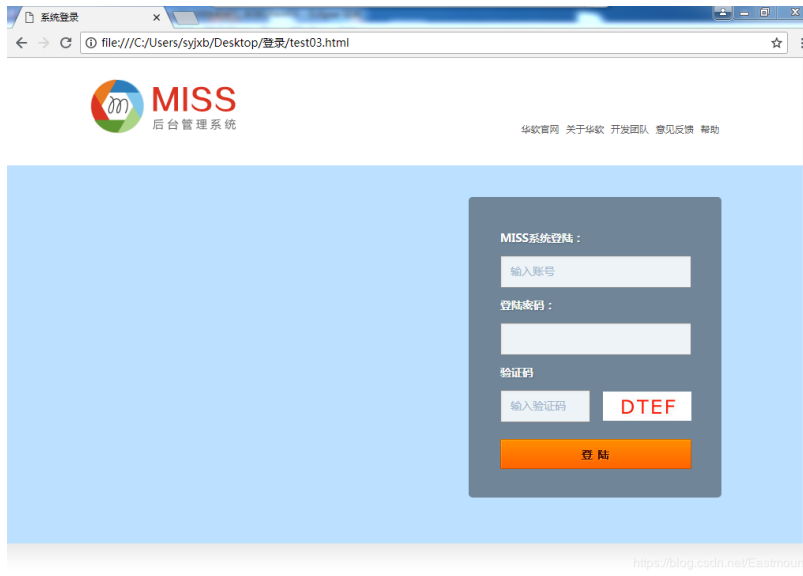 系统登录
file:///C:/Users/syjxb/Desktop/登录/test03.html
MISS
后台管理系统
华软官网 关于华软 开发团队 意见反馈 帮助
MISS系统登陆：
输入账号
登陆密码：
验证码
输入验证码 DTEF
登 陆
https://blog.csdn.net/Eastmoun